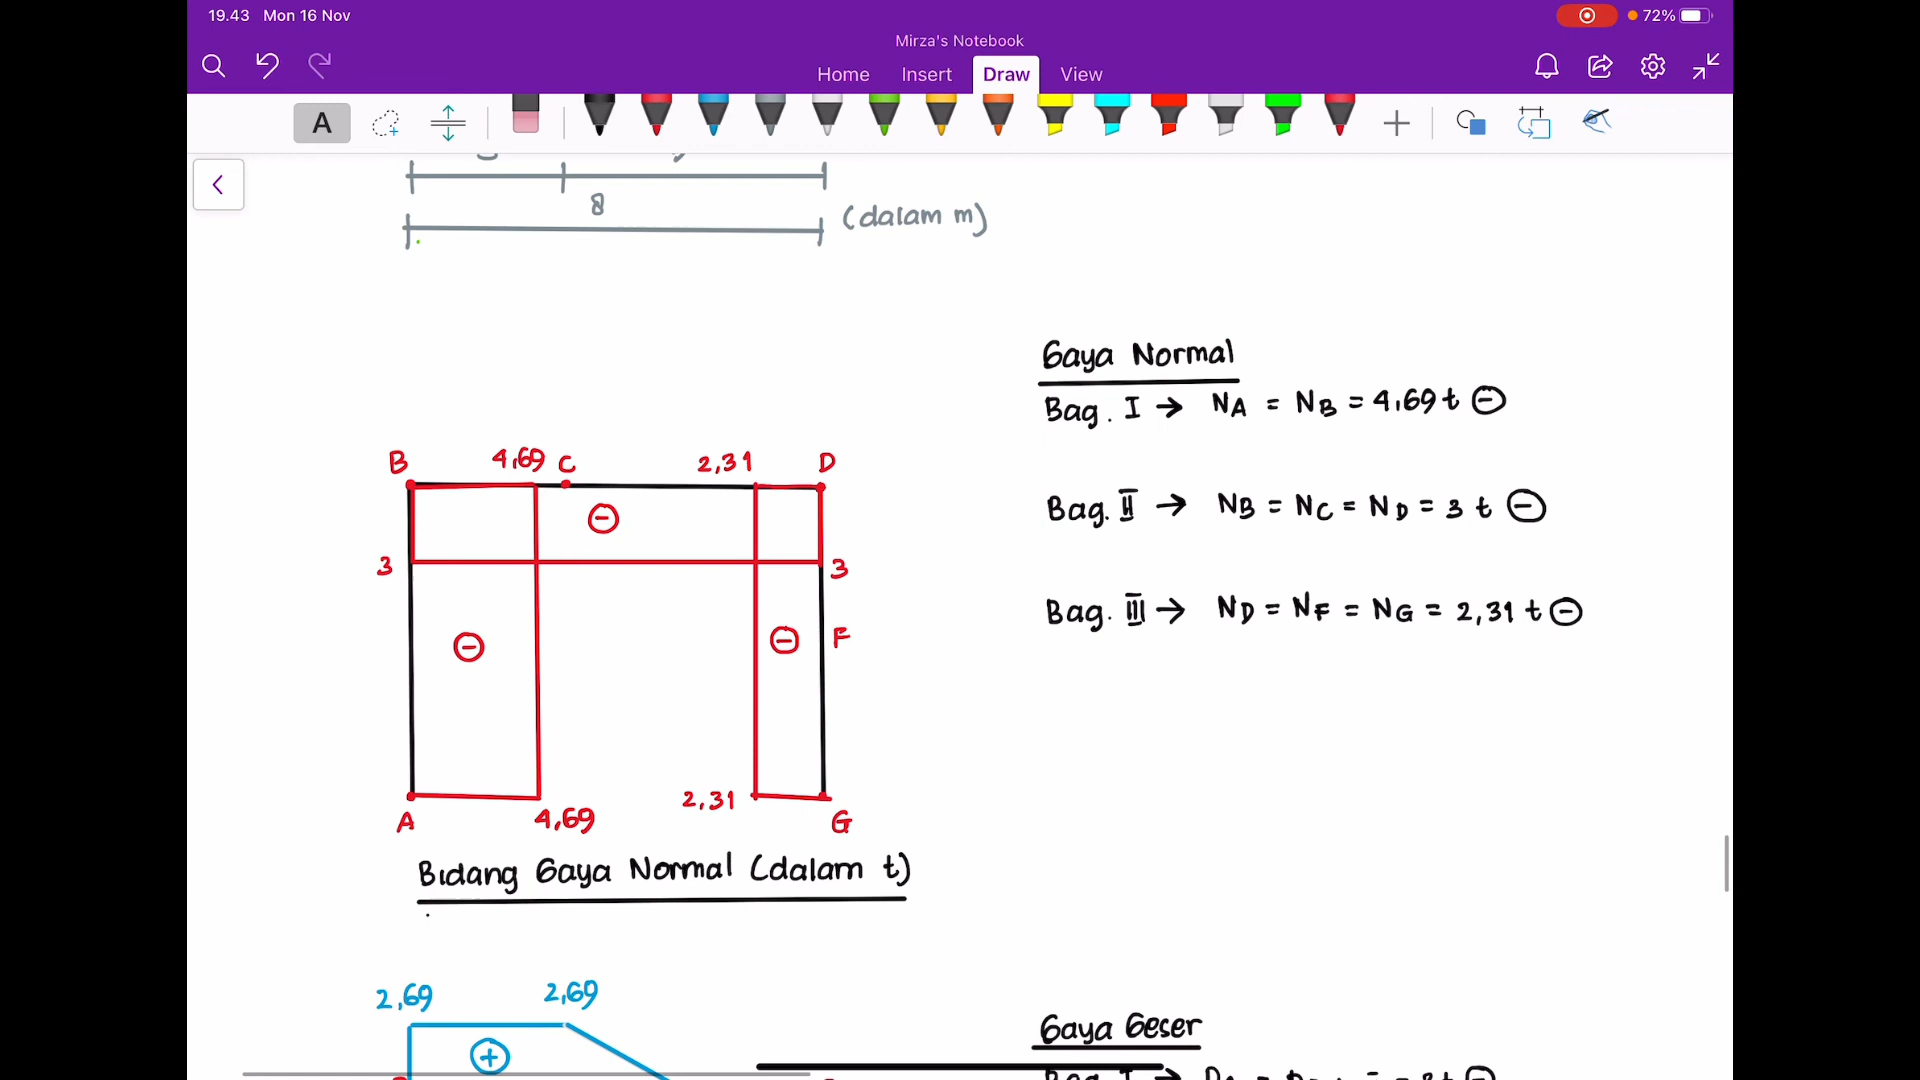 19.43 Mon 16 Nov
72%
Mirza's Notebook
Home Insert Draw View
A
8
(dalam m)
Gaya Normal
Bag. I → NA = NB = 4,69 t ⊖
B 4,69 C 2,31 D
⊖
Bag. II → NB = NC = ND = 3 t ⊖
3 3
Bag. III → ND = NF = NG = 2,31 t ⊖
⊖ ⊖ F
2,31
A 4,69 G
Bidang Gaya Normal (dalam t)
2,69 2,69
Gaya Geser
⊕